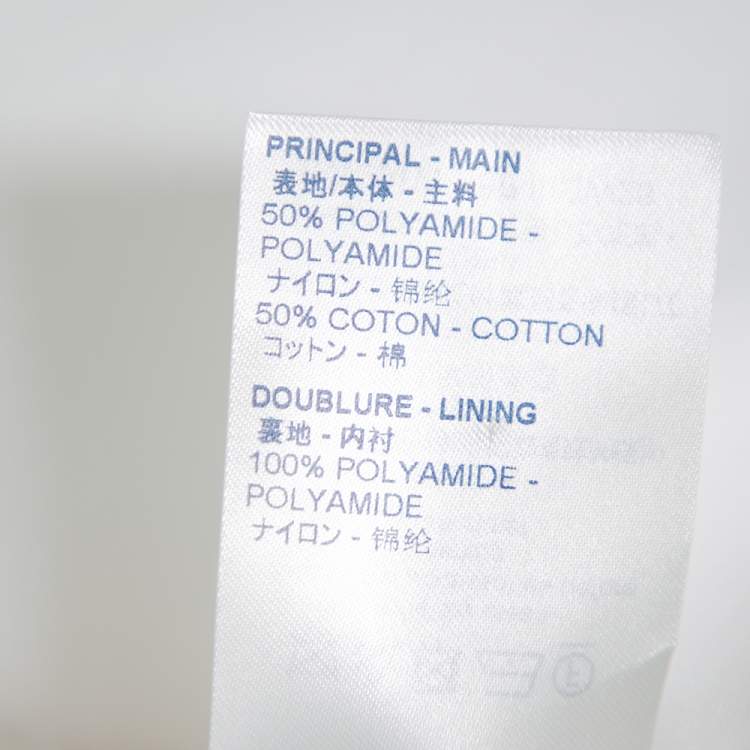 PRINCIPAL - MAIN
表地/本体 - 主料
50% POLYAMIDE -
POLYAMIDE
ナイロン - 锦纶
50% COTON - COTTON
コットン - 棉
DOUBLURE - LINING
裏地 - 内衬
100% POLYAMIDE -
POLYAMIDE
ナイロン - 锦纶